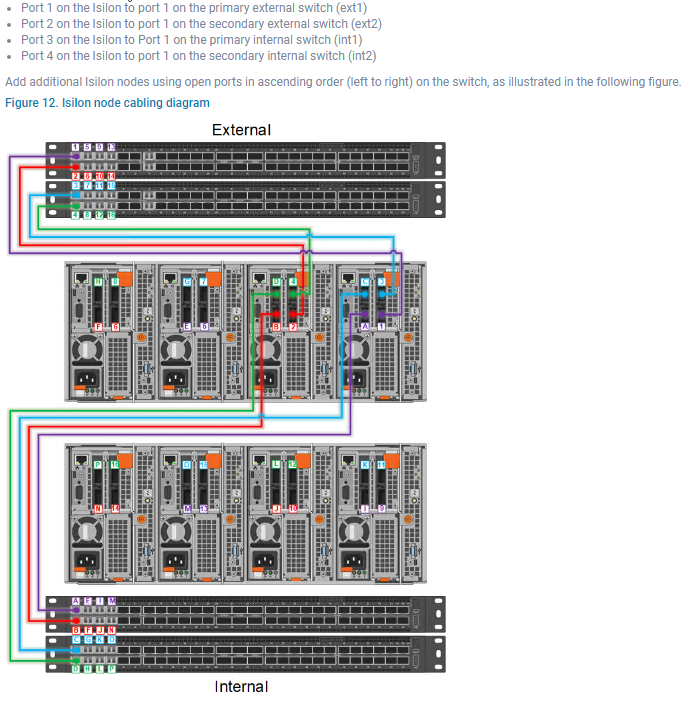 Port 1 on the Isilon to port 1 on the primary external switch (ext1)
Port 2 on the Isilon to port 1 on the secondary external switch (ext2)
Port 3 on the Isilon to Port 1 on the primary internal switch (int1)
Port 4 on the Isilon to port 1 on the secondary internal switch (int2)
Add additional Isilon nodes using open ports in ascending order (left to right) on the switch, as illustrated in the following figure.
Figure 12. Isilon node cabling diagram
External
1 5 9 13
2 6 10 14
3 7 11 15
4 8 12 16
H 8 G 7 D 4 C 3
F 6 E 5 B 2 A 1
P 16 O 15 L 12 K 11
N 14 M 13 J 10 I 9
A E I M
B F J N
C G K O
D H L P
Internal